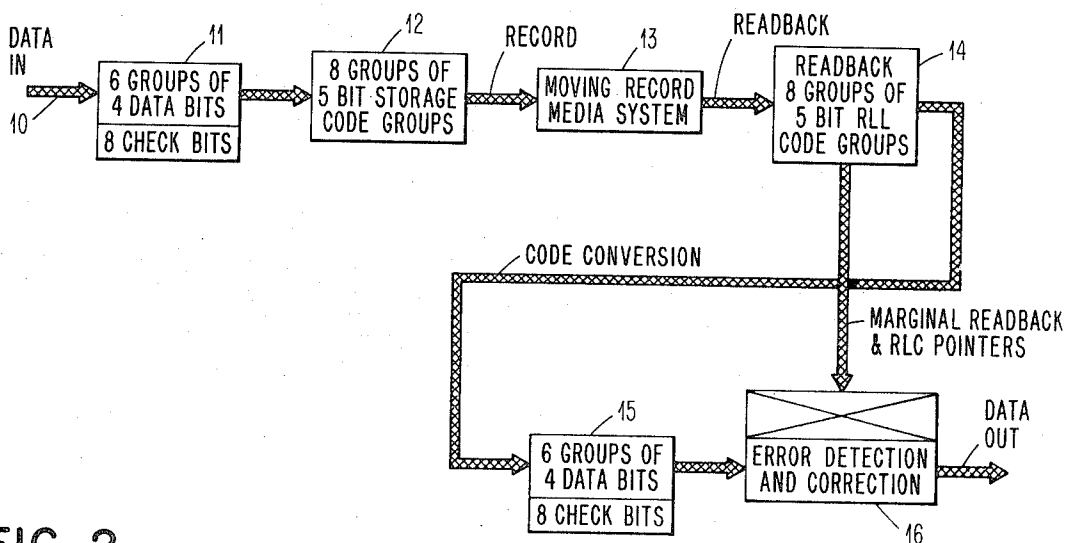 DATA
IN
10
11
6 GROUPS OF
4 DATA BITS
8 CHECK BITS
12
8 GROUPS OF
5 BIT STORAGE
CODE GROUPS
RECORD
13
MOVING RECORD
MEDIA SYSTEM
READBACK
14
READBACK
8 GROUPS OF
5 BIT RLL
CODE GROUPS
CODE CONVERSION
MARGINAL READBACK
& RLC POINTERS
15
6 GROUPS OF
4 DATA BITS
8 CHECK BITS
ERROR DETECTION
AND CORRECTION
16
DATA
OUT